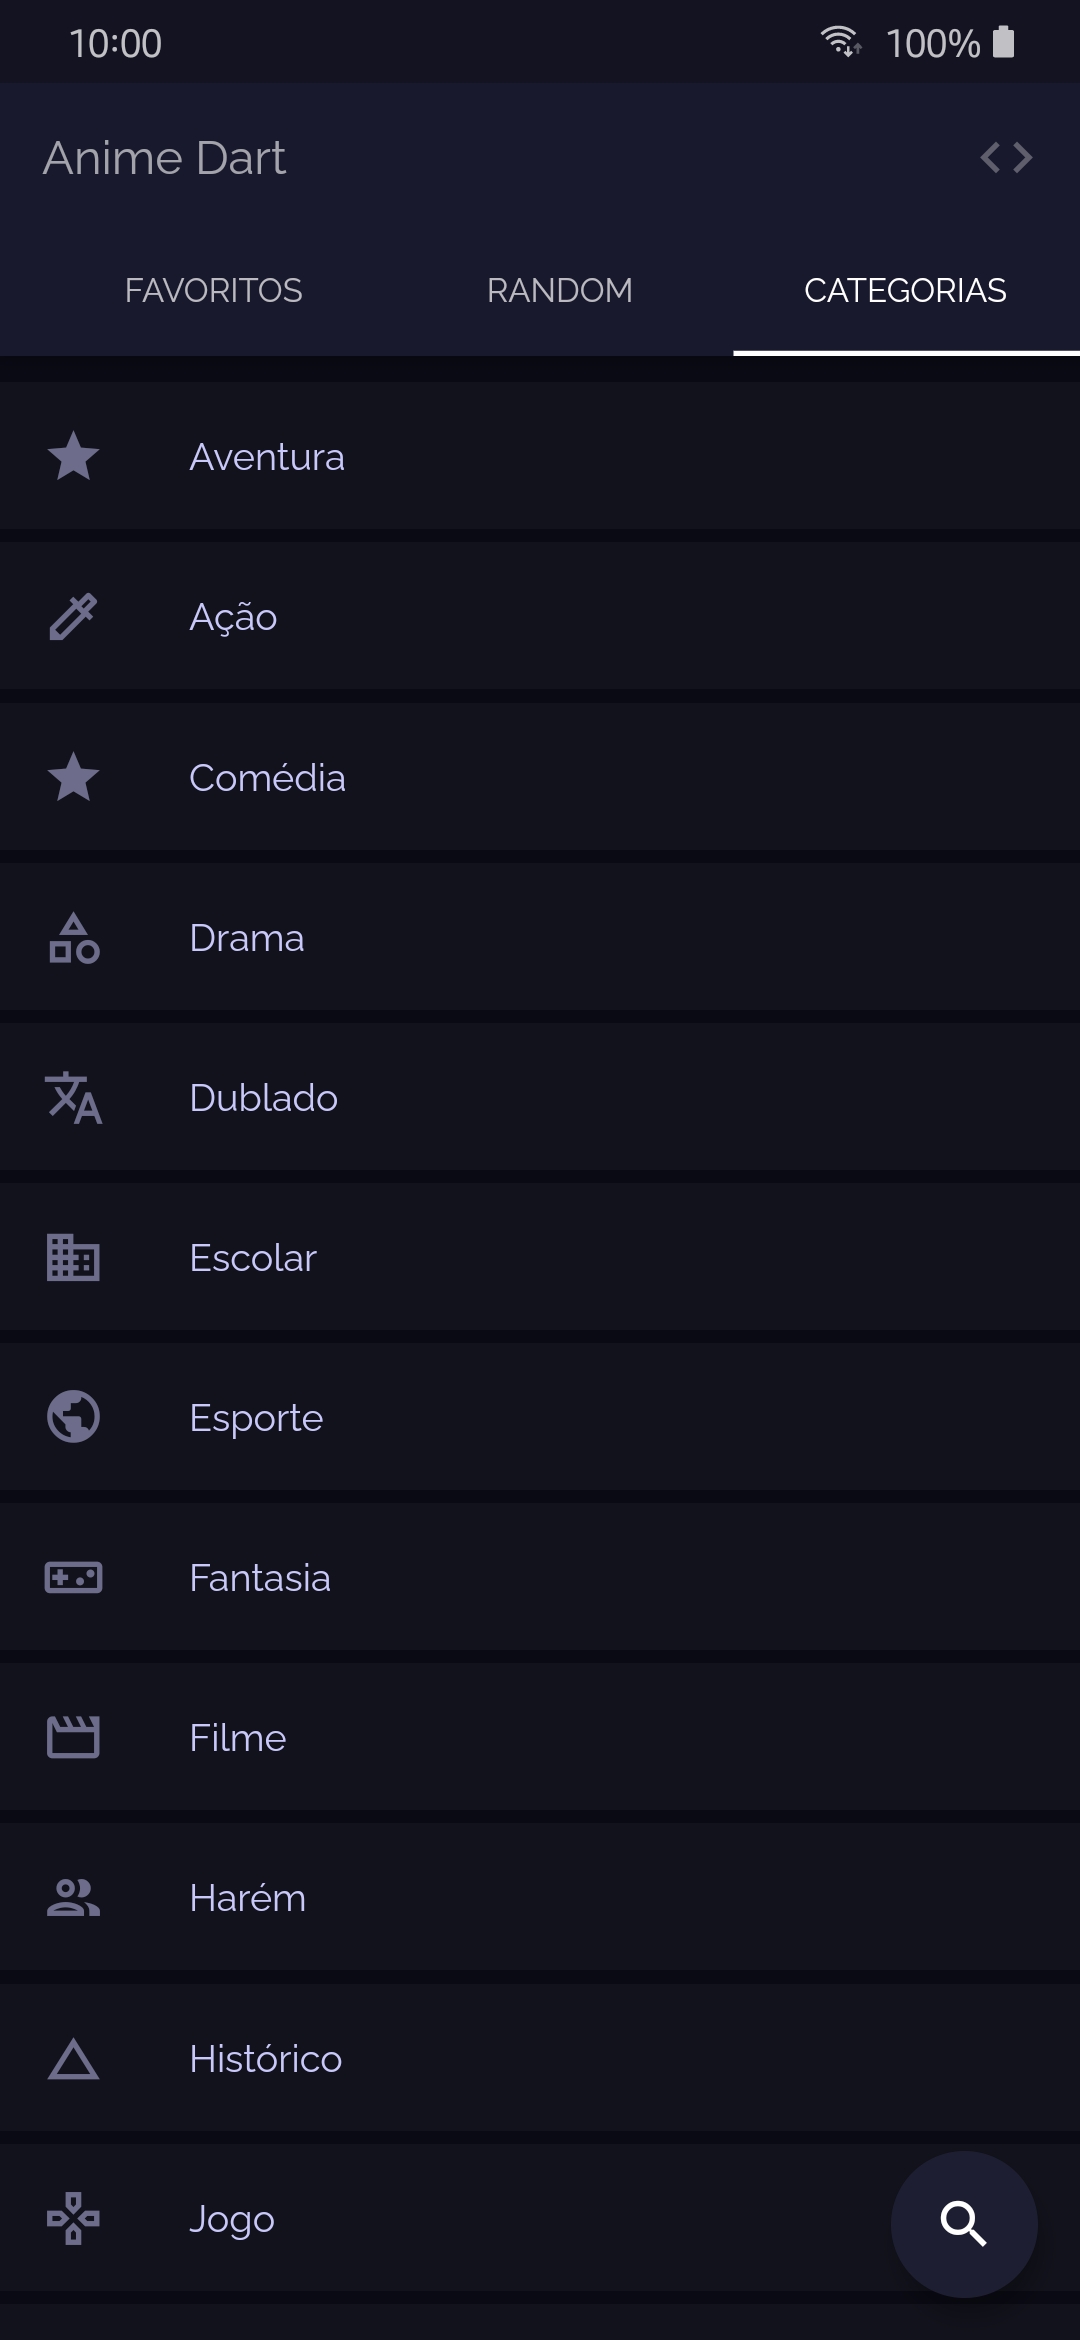 10:00 100%
Anime Dart
FAVORITOS RANDOM CATEGORIAS
Aventura
Ação
Comédia
Drama
Dublado
Escolar
Esporte
Fantasia
Filme
Harém
Histórico
Jogo